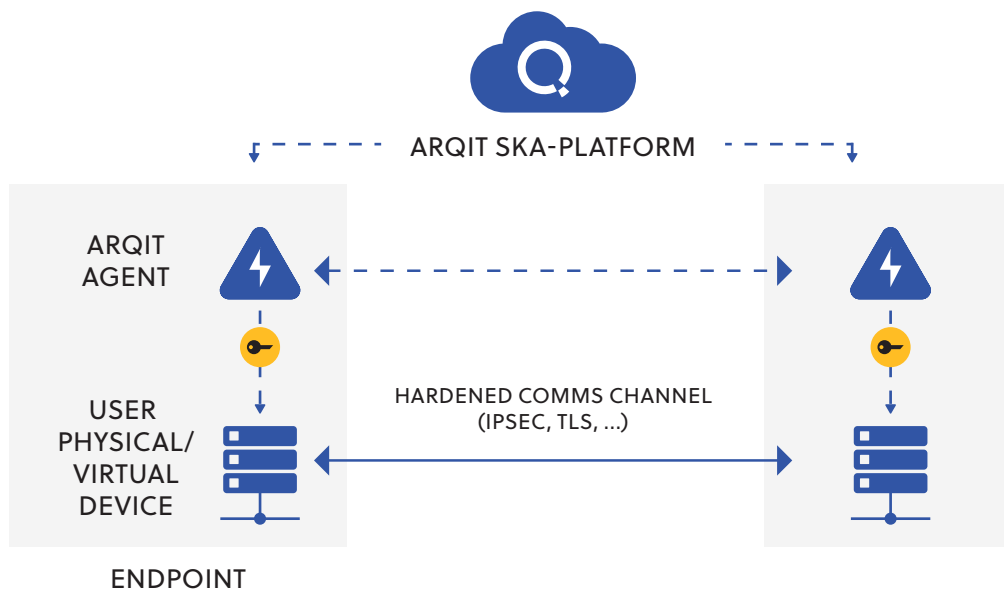 ARQIT SKA-PLATFORM
ARQIT
AGENT
HARDENED COMMS CHANNEL
(IPSEC, TLS, ...)
USER
PHYSICAL/
VIRTUAL
DEVICE
ENDPOINT